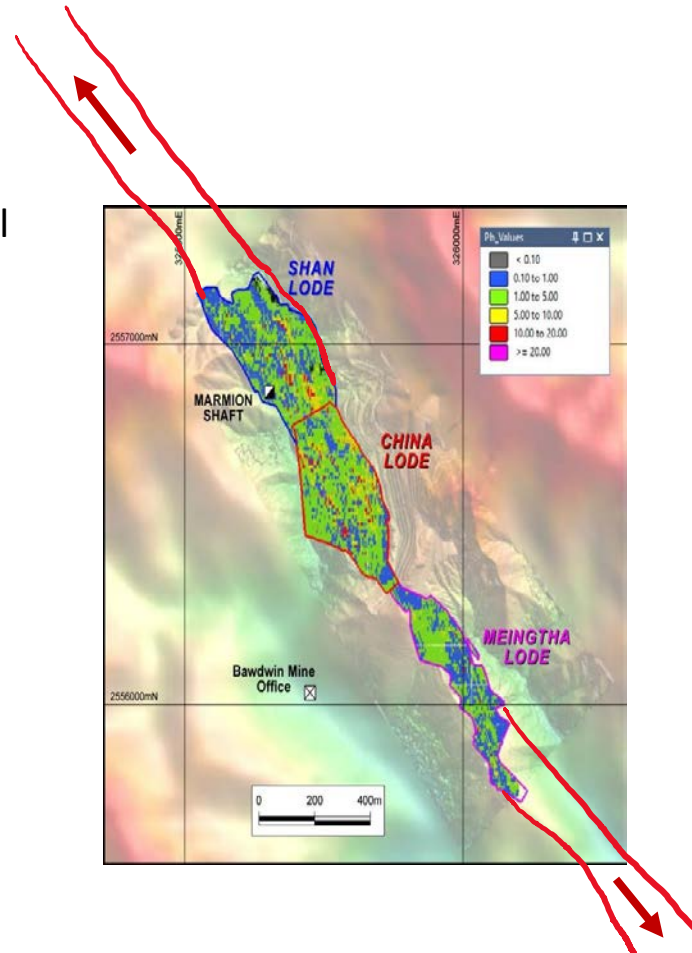 l
326000mE
326000mE
Pb_Values
< 0.10
0.10 to 1.00
1.00 to 5.00
5.00 to 10.00
10.00 to 20.00
>= 20.00
SHAN
LODE
2557000mN
MARMION
SHAFT
CHINA
LODE
MEINGTHA
LODE
Bawdwin Mine
Office
2556000mN
0 200 400m